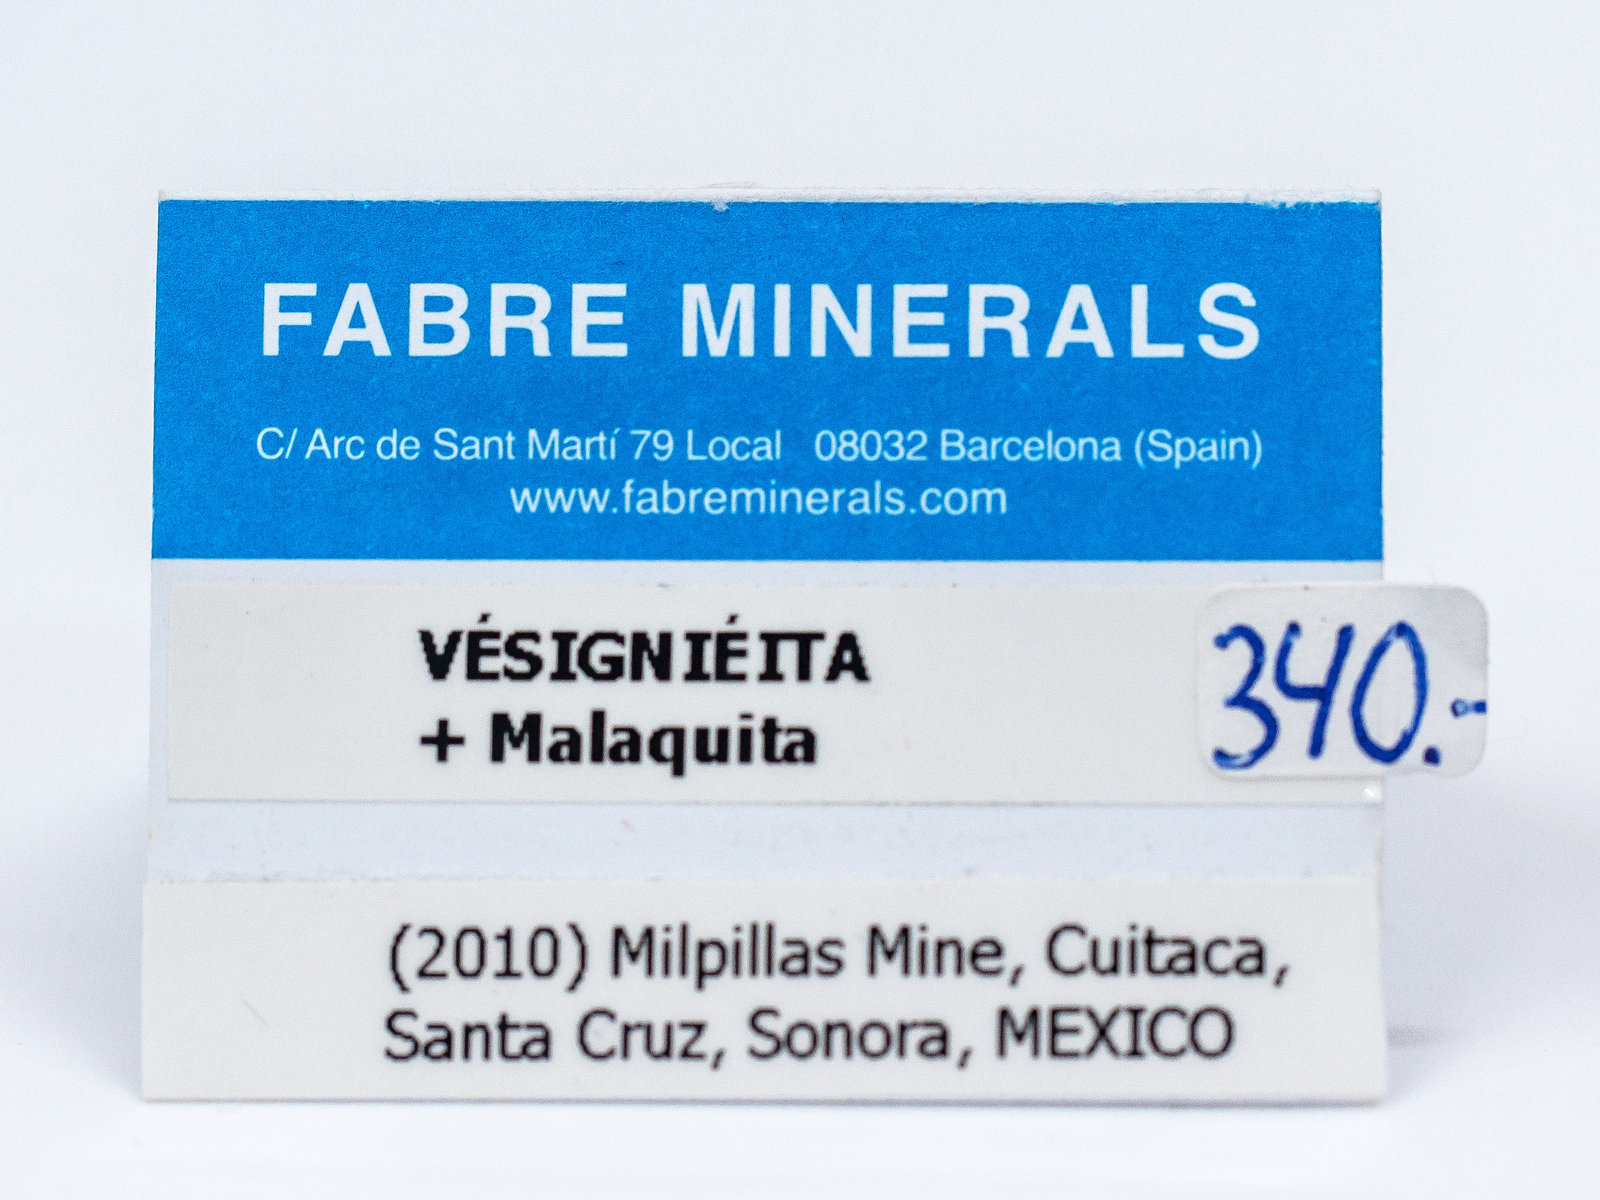 FABRE MINERALS
C/ Arc de Sant Martí 79 Local 08032 Barcelona (Spain)
www.fabreminerals.com
VÉSIGNIÉITA
+ Malaquita
340.-
(2010) Milpillas Mine, Cuitaca,
Santa Cruz, Sonora, MEXICO